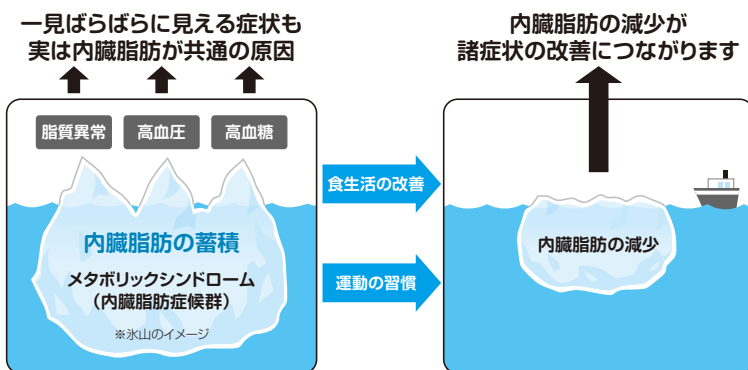 一見ばらばらに見える症状も
実は内臓脂肪が共通の原因
脂質異常
高血圧
高血糖
内臓脂肪の蓄積
メタボリックシンドローム
（内臓脂肪症候群）
※氷山のイメージ
食生活の改善
運動の習慣
内臓脂肪の減少が
諸症状の改善につながります
内臓脂肪の減少